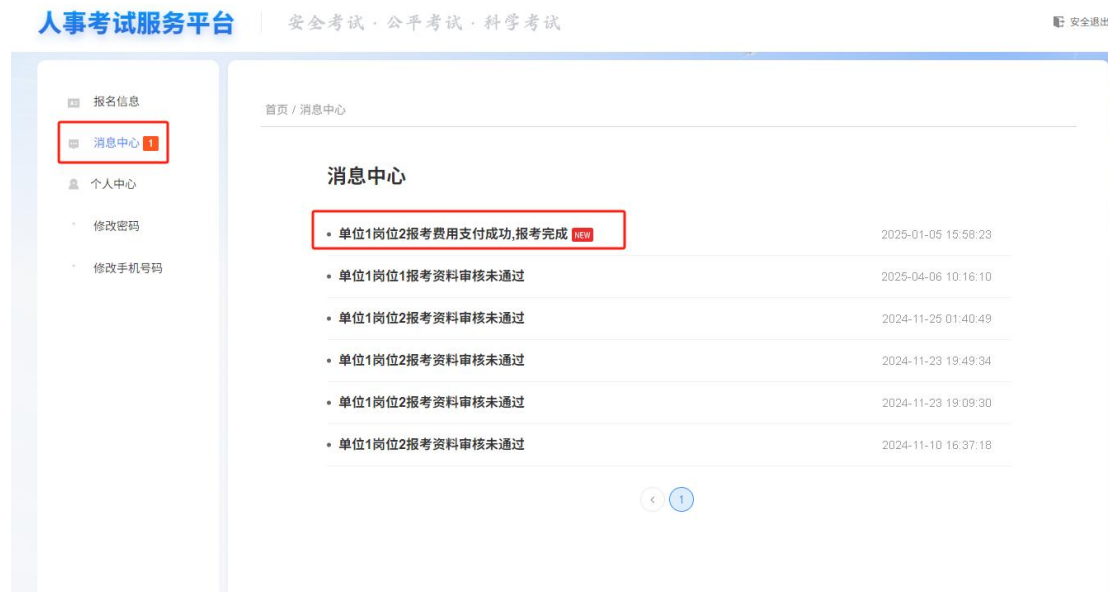 人事考试服务平台 安全考试·公平考试·科学考试 安全退出
报名信息
消息中心 1
个人中心
修改密码
修改手机号码
首页 / 消息中心
消息中心
单位1岗位2报考费用支付成功,报考完成 NEW 2025-01-05 15:58:23
单位1岗位1报考资料审核未通过 2025-04-06 10:16:10
单位1岗位2报考资料审核未通过 2024-11-25 01:40:49
单位1岗位2报考资料审核未通过 2024-11-23 19:49:34
单位1岗位2报考资料审核未通过 2024-11-23 19:09:30
单位1岗位2报考资料审核未通过 2024-11-10 16:37:18
1